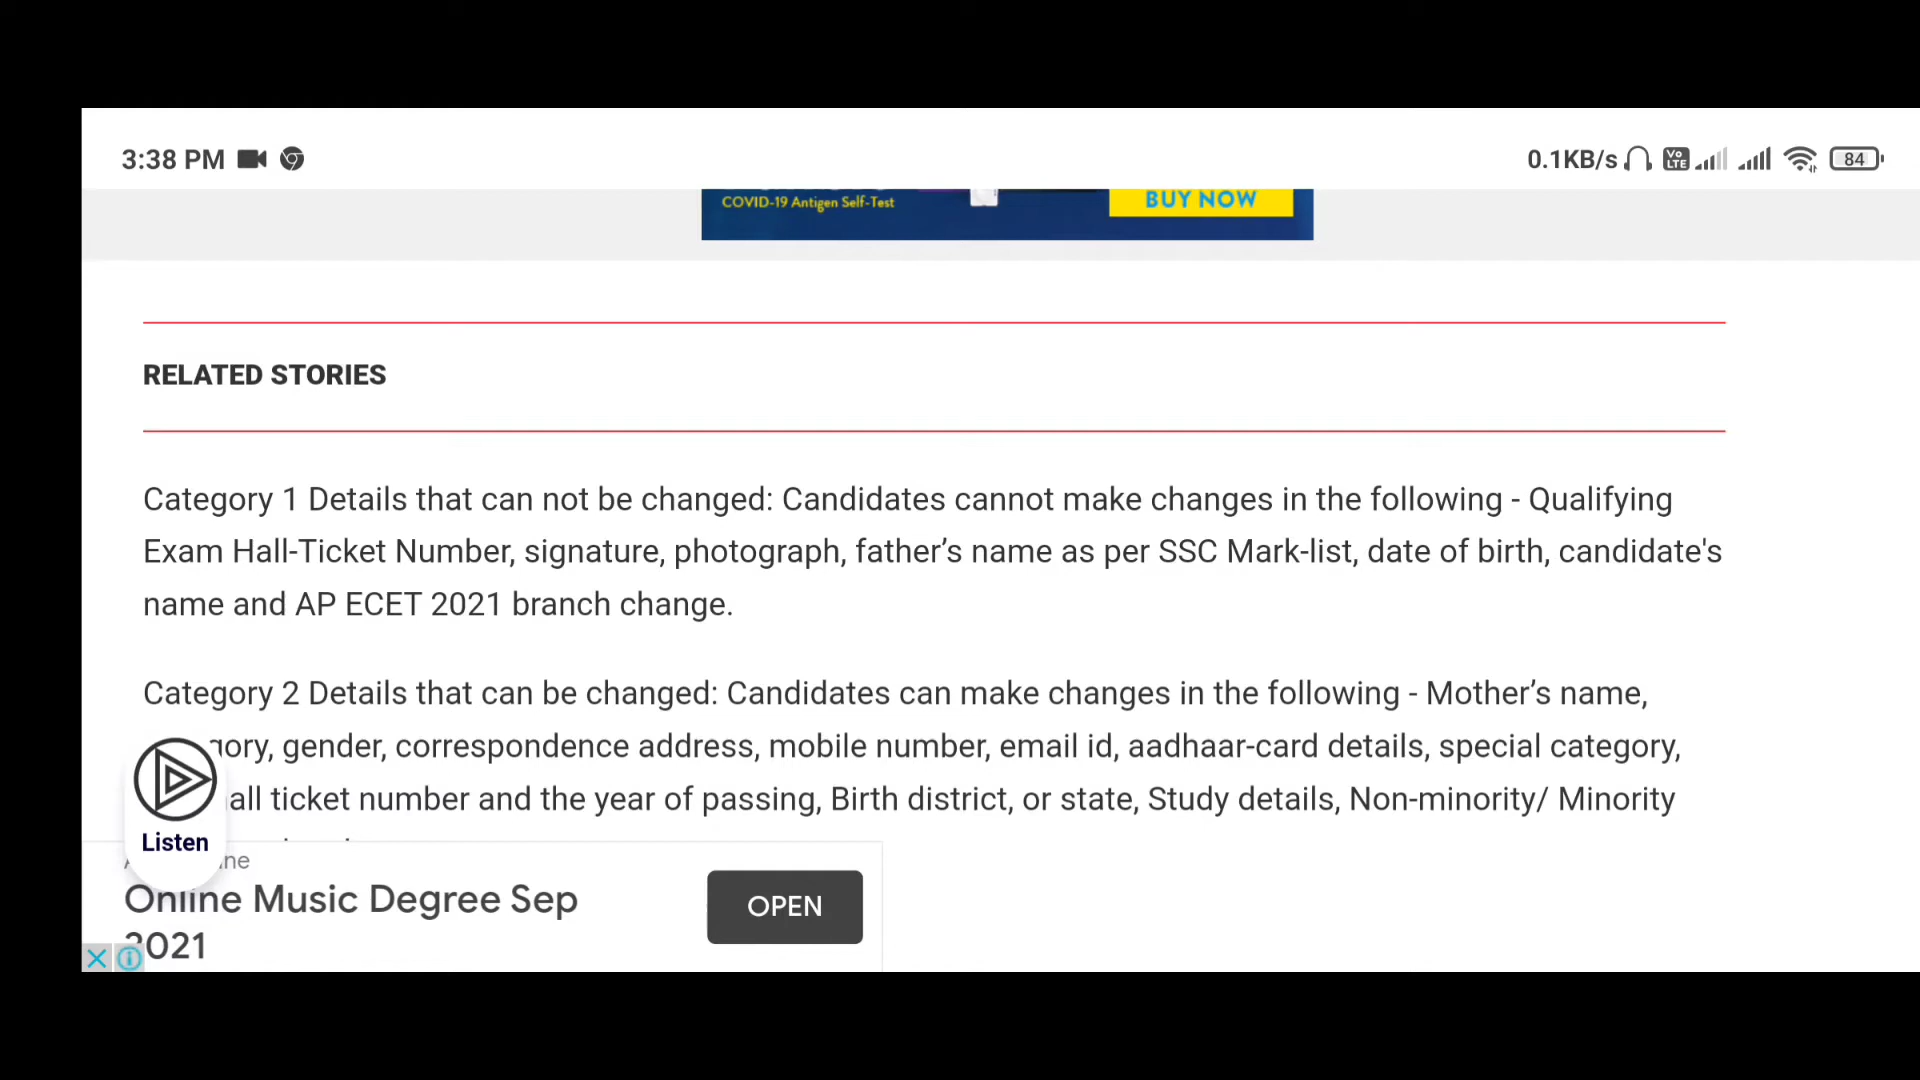 3:38 PM
0.1KB/s Vo LTE 84
COVID-19 Antigen Self-Test
BUY NOW
RELATED STORIES
Category 1 Details that can not be changed: Candidates cannot make changes in the following - Qualifying
Exam Hall-Ticket Number, signature, photograph, father’s name as per SSC Mark-list, date of birth, candidate's
name and AP ECET 2021 branch change.
Category 2 Details that can be changed: Candidates can make changes in the following - Mother’s name,
gory, gender, correspondence address, mobile number, email id, aadhaar-card details, special category,
all ticket number and the year of passing, Birth district, or state, Study details, Non-minority/ Minority
Listen
Online Music Degree Sep
2021
OPEN